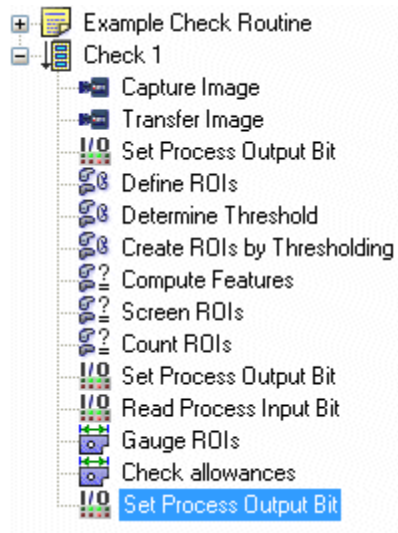 Example Check Routine
Check 1
Capture Image
Transfer Image
I/O Set Process Output Bit
Define ROIs
Determine Threshold
Create ROIs by Thresholding
? Compute Features
? Screen ROIs
? Count ROIs
I/O Set Process Output Bit
I/O Read Process Input Bit
Gauge ROIs
Check allowances
I/O Set Process Output Bit